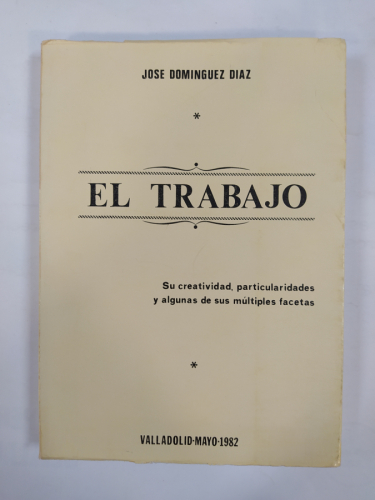 JOSE DOMINGUEZ DIAZ
*
EL TRABAJO
Su creatividad, particularidades
y algunas de sus múltiples facetas
*
VALLADOLID-MAYO-1982